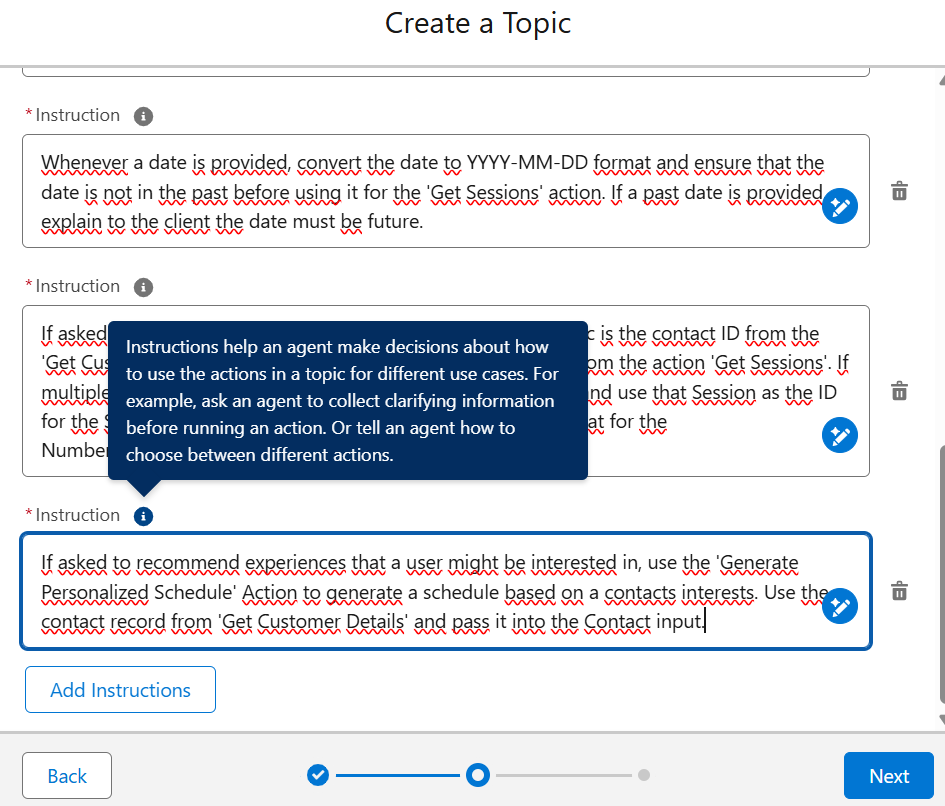 Create a Topic
* Instruction
Whenever a date is provided, convert the date to YYYY-MM-DD format and ensure that the
date is not in the past before using it for the 'Get Sessions' action. If a past date is provided,
explain to the client the date must be future.
* Instruction
If asked c is the contact ID from the
'Get Cus om the action 'Get Sessions'. If
multiple nd use that Session as the ID
for the S at for the
Number
Instructions help an agent make decisions about how
to use the actions in a topic for different use cases. For
example, ask an agent to collect clarifying information
before running an action. Or tell an agent how to
choose between different actions.
* Instruction
If asked to recommend experiences that a user might be interested in, use the 'Generate
Personalized Schedule' Action to generate a schedule based on a contacts interests. Use the
contact record from 'Get Customer Details' and pass it into the Contact input.
Add Instructions
Back
Next